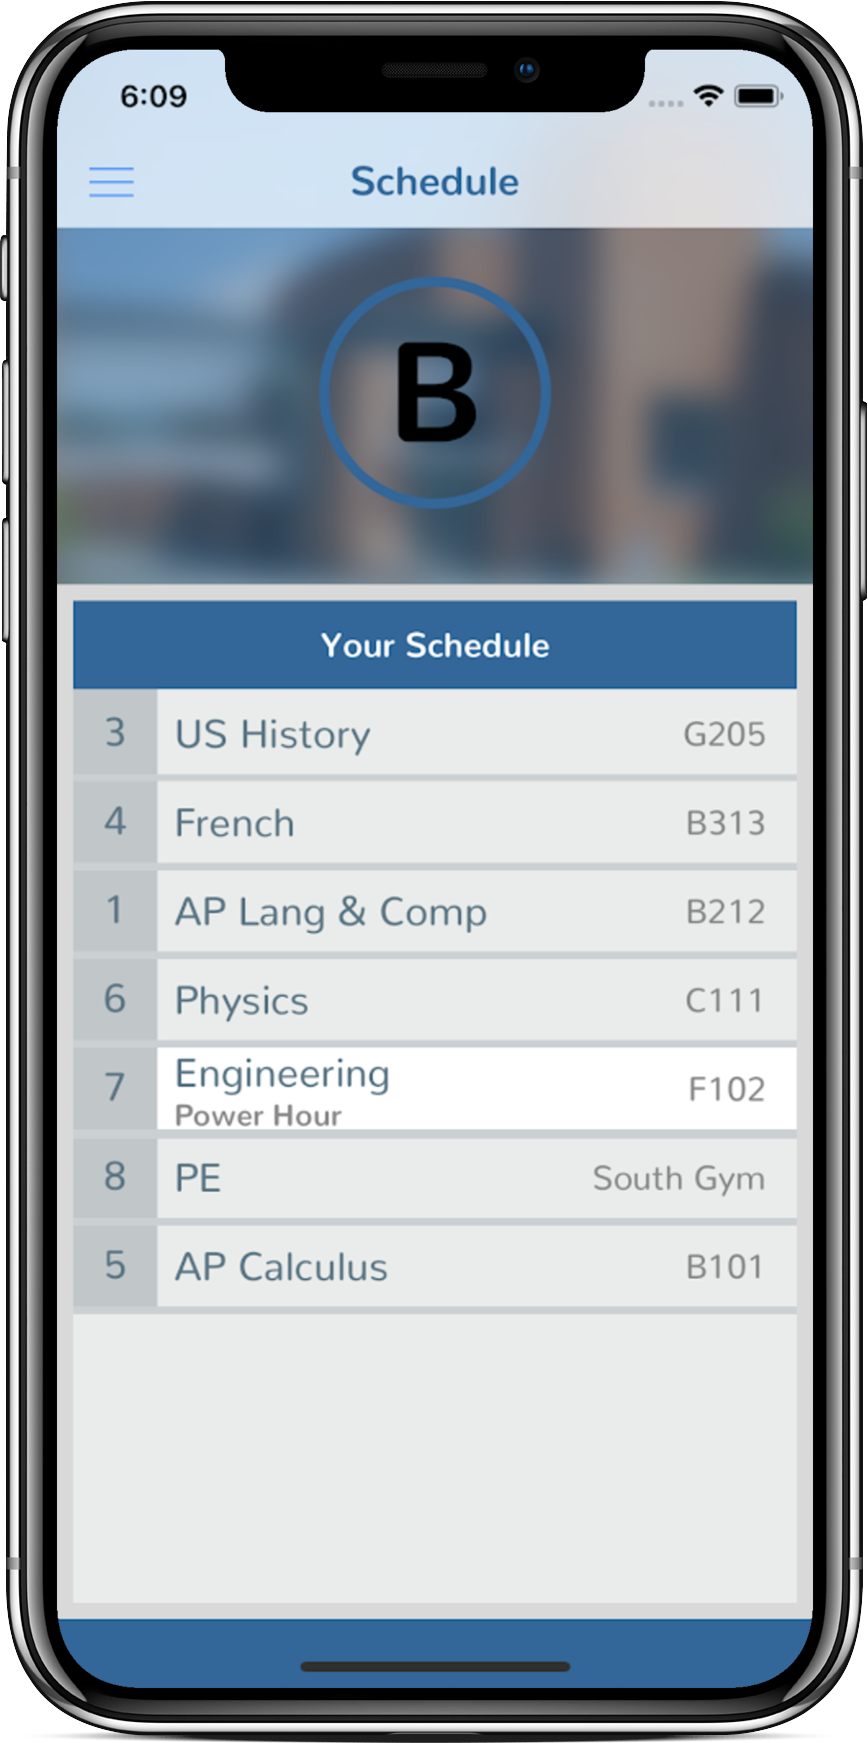 6:09
Schedule
B
Your Schedule
3 US History G205
4 French B313
1 AP Lang & Comp B212
6 Physics C111
7 Engineering F102
Power Hour
8 PE South Gym
5 AP Calculus B101